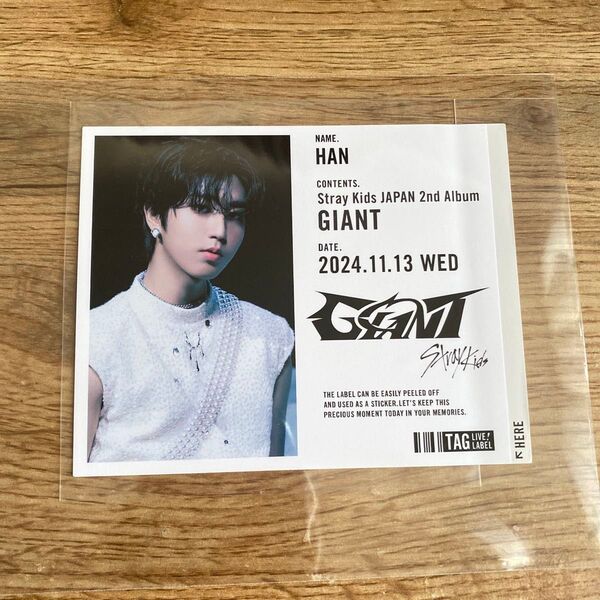 NAME.
HAN
CONTENTS.
Stray Kids JAPAN 2nd Album
GIANT
DATE.
2024.11.13 WED
GIANT
Stray Kids
THE LABEL CAN BE EASILY PEELED OFF
AND USED AS A STICKER.LET'S KEEP THIS
PRECIOUS MOMENT TODAY IN YOUR MEMORIES.
TAG LIVE! LABEL
↖ HERE